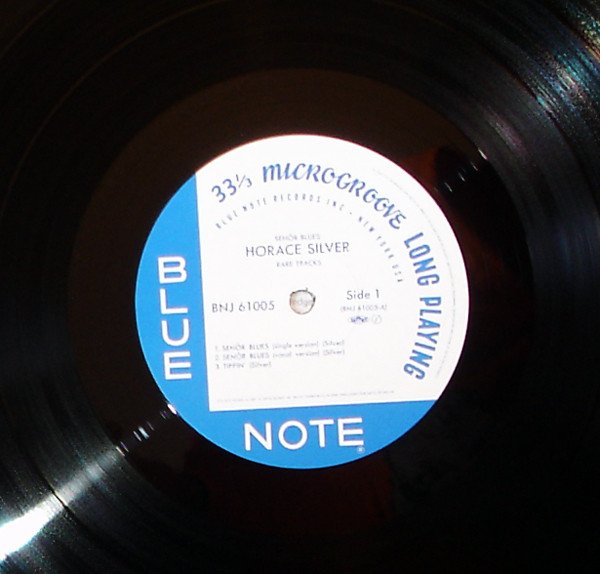 33⅓ MICROGROOVE LONG PLAYING
BLUE NOTE RECORDS INC · NEW YORK USA
SEÑOR BLUES
HORACE SILVER
RARE TRACKS
BNJ 61005
Side 1
(BNJ 61005-A)
1. SEÑOR BLUES (single version) (Silver)
2. SEÑOR BLUES (vocal version) (Silver)
3. TIPPIN' (Silver)
BLUE
NOTE
®